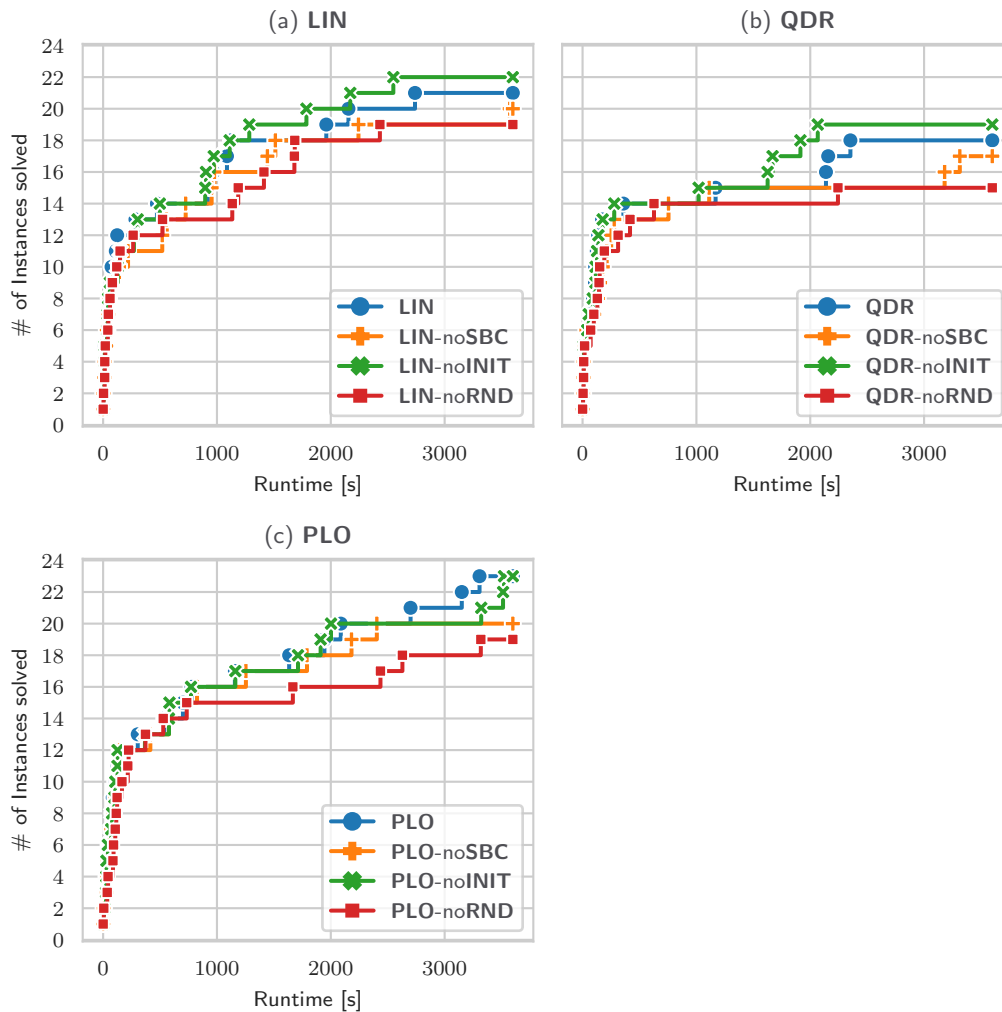 (a) LIN
24
22
20
18
16
14
12
10
8
6
4
2
0
# of Instances solved
LIN
LIN-noSBC
LIN-noINIT
LIN-noRND
0 1000 2000 3000
Runtime [s]
(b) QDR
QDR
QDR-noSBC
QDR-noINIT
QDR-noRND
0 1000 2000 3000
Runtime [s]
(c) PLO
24
22
20
18
16
14
12
10
8
6
4
2
0
# of Instances solved
PLO
PLO-noSBC
PLO-noINIT
PLO-noRND
0 1000 2000 3000
Runtime [s]